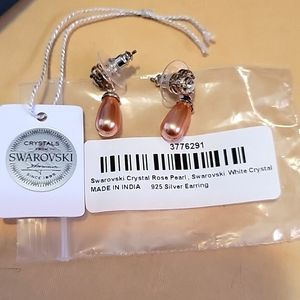 CRYSTALS
FROM
SWAROVSKI
SINCE 1895
3776291
Swarovski Crystal Rose Pearl, Swarovski White Crystal
MADE IN INDIA 925 Silver Earring